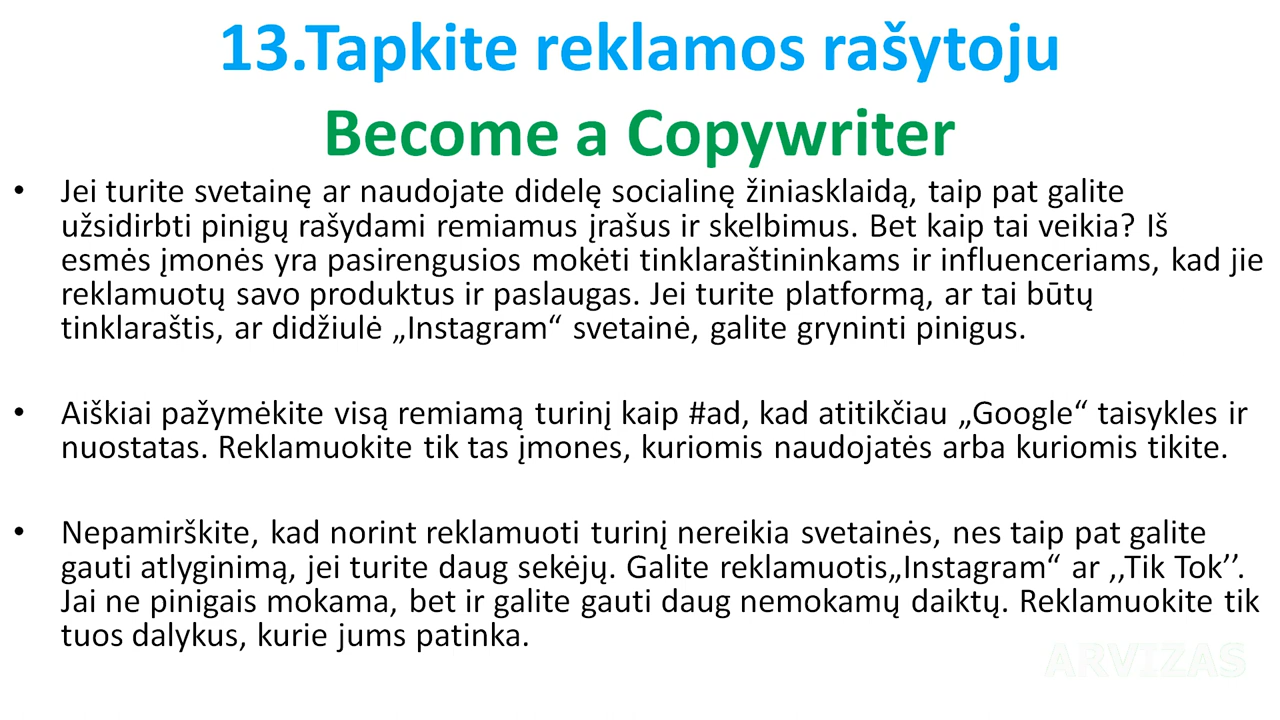 13.Tapkite reklamos rašytoju
Become a Copywriter
• Jei turite svetainę ar naudojate didelę socialinę žiniasklaidą, taip pat galite
užsidirbti pinigų rašydami remiamus įrašus ir skelbimus. Bet kaip tai veikia? Iš
esmės įmonės yra pasirengusios mokėti tinklaraštininkams ir influenceriams, kad jie
reklamuotų savo produktus ir paslaugas. Jei turite platformą, ar tai būtų
tinklaraštis, ar didžiulė „Instagram“ svetainė, galite gryninti pinigus.
• Aiškiai pažymėkite visą remiamą turinį kaip #ad, kad atitikčiau „Google“ taisykles ir
nuostatas. Reklamuokite tik tas įmones, kuriomis naudojatės arba kuriomis tikite.
• Nepamirškite, kad norint reklamuoti turinį nereikia svetainės, nes taip pat galite
gauti atlyginimą, jei turite daug sekėjų. Galite reklamuotis„Instagram“ ar ,,Tik Tok’’.
Jai ne pinigais mokama, bet ir galite gauti daug nemokamų daiktų. Reklamuokite tik
tuos dalykus, kurie jums patinka.
ARVIZAS